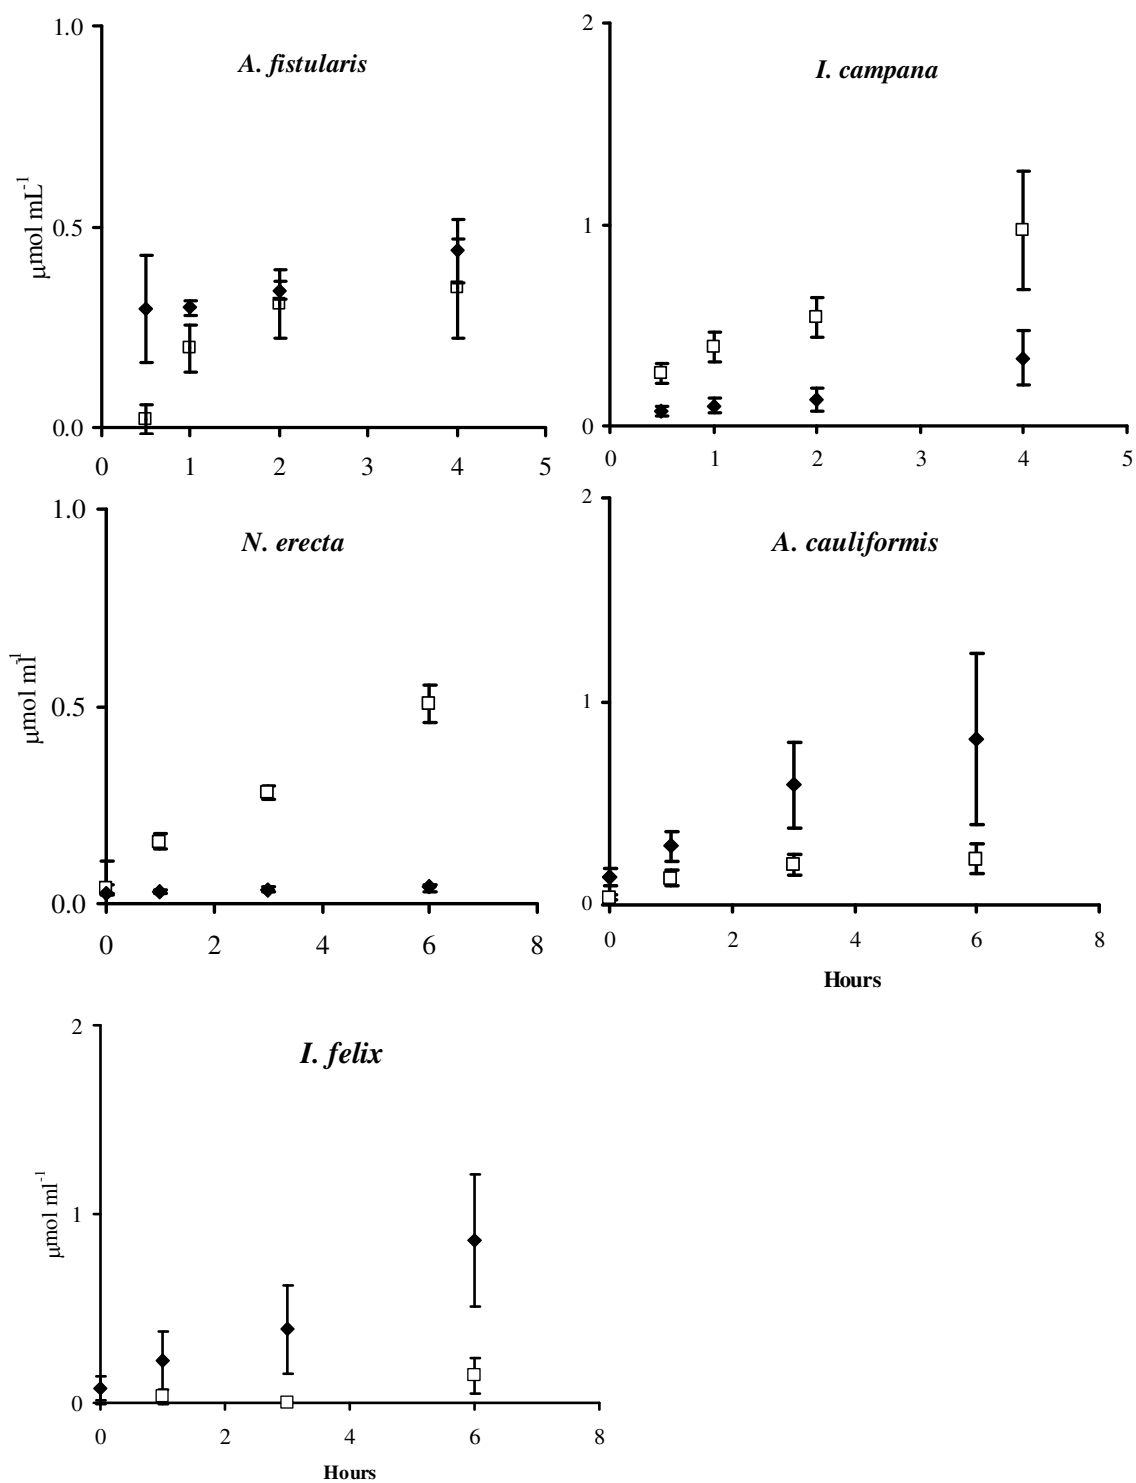 A. fistularis
μmol mL-1
1.0
0.5
0.0
0 1 2 3 4 5
I. campana
2
1
0
0 1 2 3 4 5
N. erecta
μmol ml1
1.0
0.5
0.0
0 2 4 6 8
A. cauliformis
2
1
0
0 2 4 6 8
Hours
I. felix
μmol ml-1
2
1
0
0 2 4 6 8
Hours